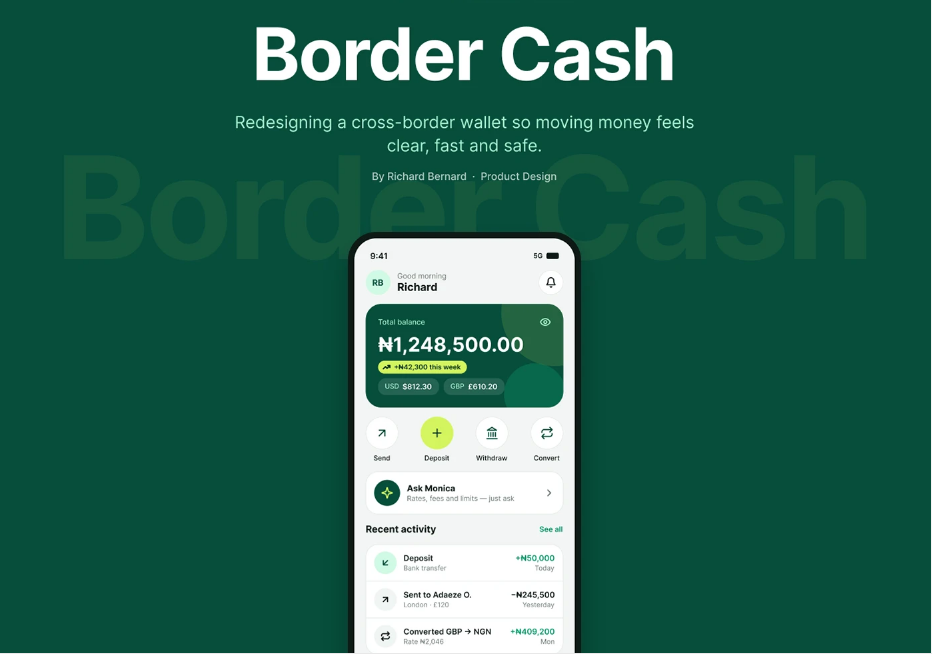 Border Cash
Redesigning a cross-border wallet so moving money feels
clear, fast and safe.
By Richard Bernard · Product Design
Border Cash
9:41
5G
RB
Good morning
Richard
Total balance
₦1,248,500.00
+₦42,300 this week
USD $812.30
GBP £610.20
Send
Deposit
Withdraw
Convert
Ask Monica
Rates, fees and limits — just ask
Recent activity
See all
Deposit
+₦50,000
Bank transfer
Today
Sent to Adaeze O.
−₦245,500
London · £120
Yesterday
Converted GBP → NGN
+₦409,200
Rate ₦2,046
Mon